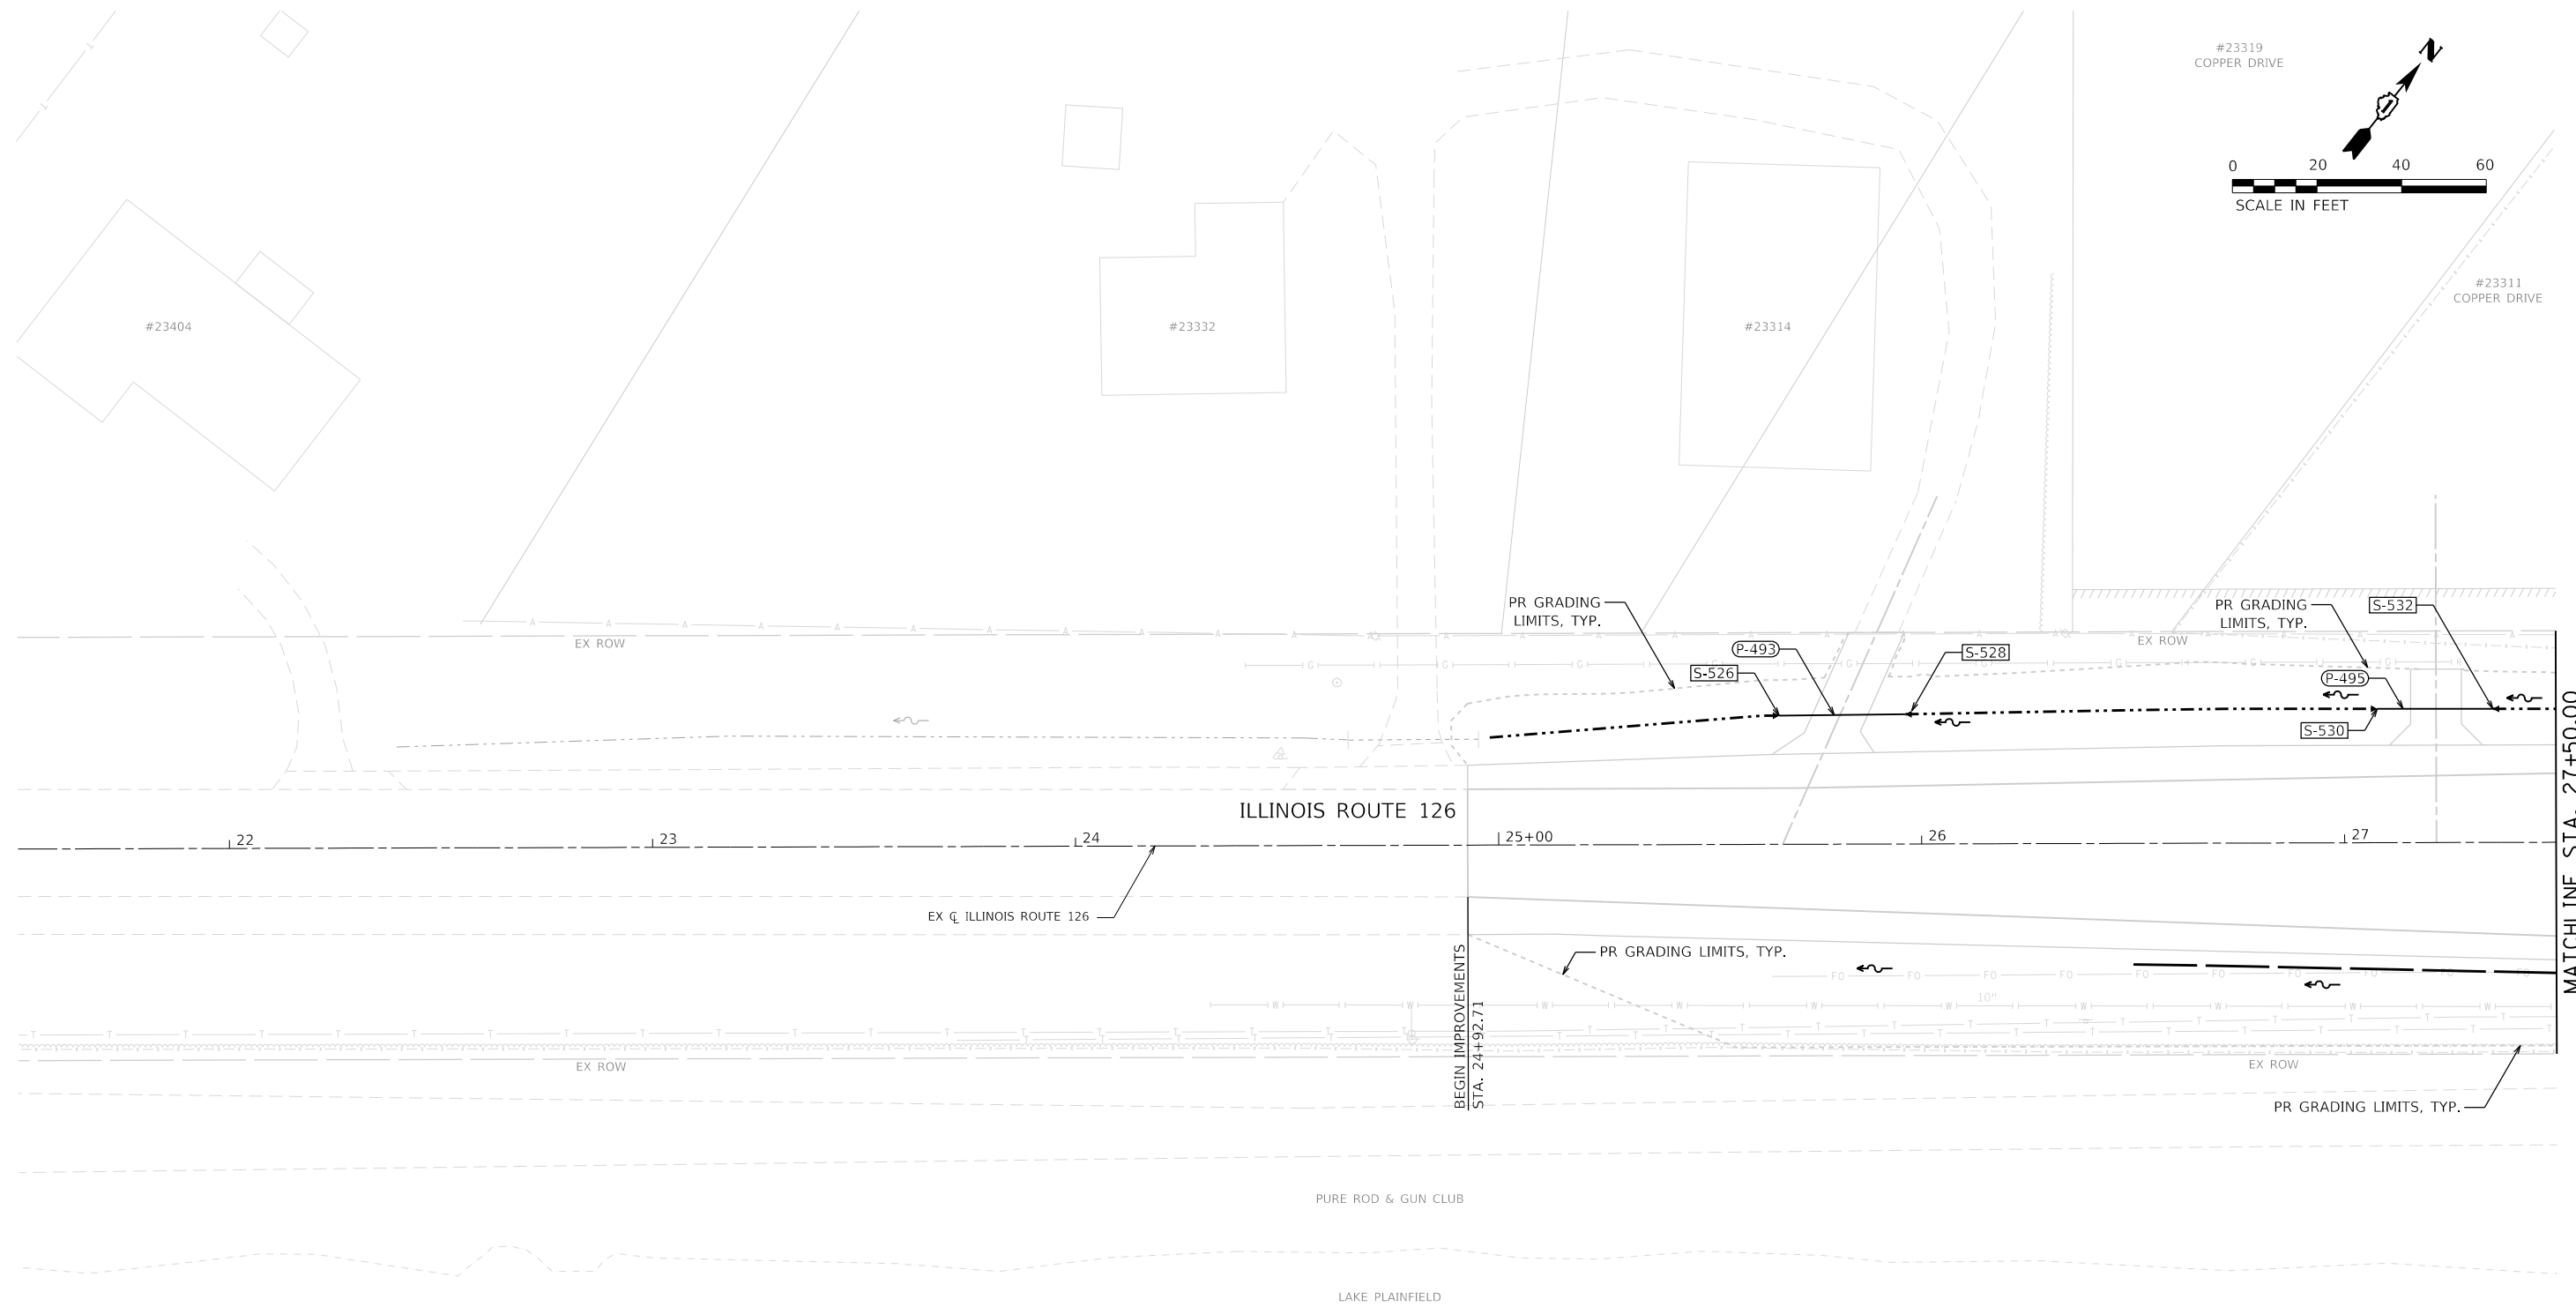 #23319
COPPER DRIVE
N
0 20 40 60
SCALE IN FEET
#23311
COPPER DRIVE
#23404
#23332
#23314
PR GRADING
LIMITS, TYP.
PR GRADING
LIMITS, TYP.
S-532
EX ROW
EX ROW
P-493
S-528
S-526
P-495
S-530
ILLINOIS ROUTE 126
22
23
24
25+00
26
27
MATCHLINE STA. 27+50.00
EX ℄ ILLINOIS ROUTE 126
BEGIN IMPROVEMENTS
STA. 24+92.71
PR GRADING LIMITS, TYP.
10"
EX ROW
EX ROW
PR GRADING LIMITS, TYP.
PURE ROD & GUN CLUB
LAKE PLAINFIELD